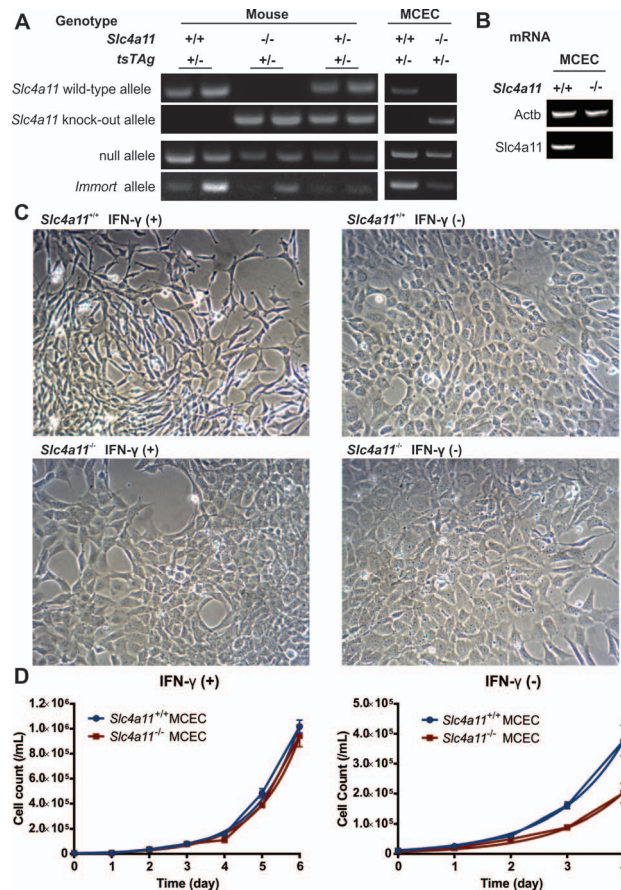 A
Genotype Mouse MCEC
Slc4a11 +/+ -/- +/- +/+ -/-
tsTAg +/- +/- +/- +/- +/-
Slc4a11 wild-type allele
Slc4a11 knock-out allele
null allele
Immort allele
B
mRNA
MCEC
Slc4a11 +/+ -/-
Actb
Slc4a11
C
Slc4a11+/+ IFN-γ (+)
Slc4a11+/+ IFN-γ (-)
Slc4a11-/- IFN-γ (+)
Slc4a11-/- IFN-γ (-)
D
IFN-γ (+)
Cell count (/mL)
1.2×10⁶
1.0×10⁶
8.0×10⁵
6.0×10⁵
4.0×10⁵
2.0×10⁵
0
Slc4a11+/+ MCEC
Slc4a11-/- MCEC
0 1 2 3 4 5 6
Time (day)
IFN-γ (-)
Cell count (/mL)
5.0×10⁵
4.0×10⁵
3.0×10⁵
2.0×10⁵
1.0×10⁵
0
Slc4a11+/+ MCEC
Slc4a11-/- MCEC
0 1 2 3
Time (day)